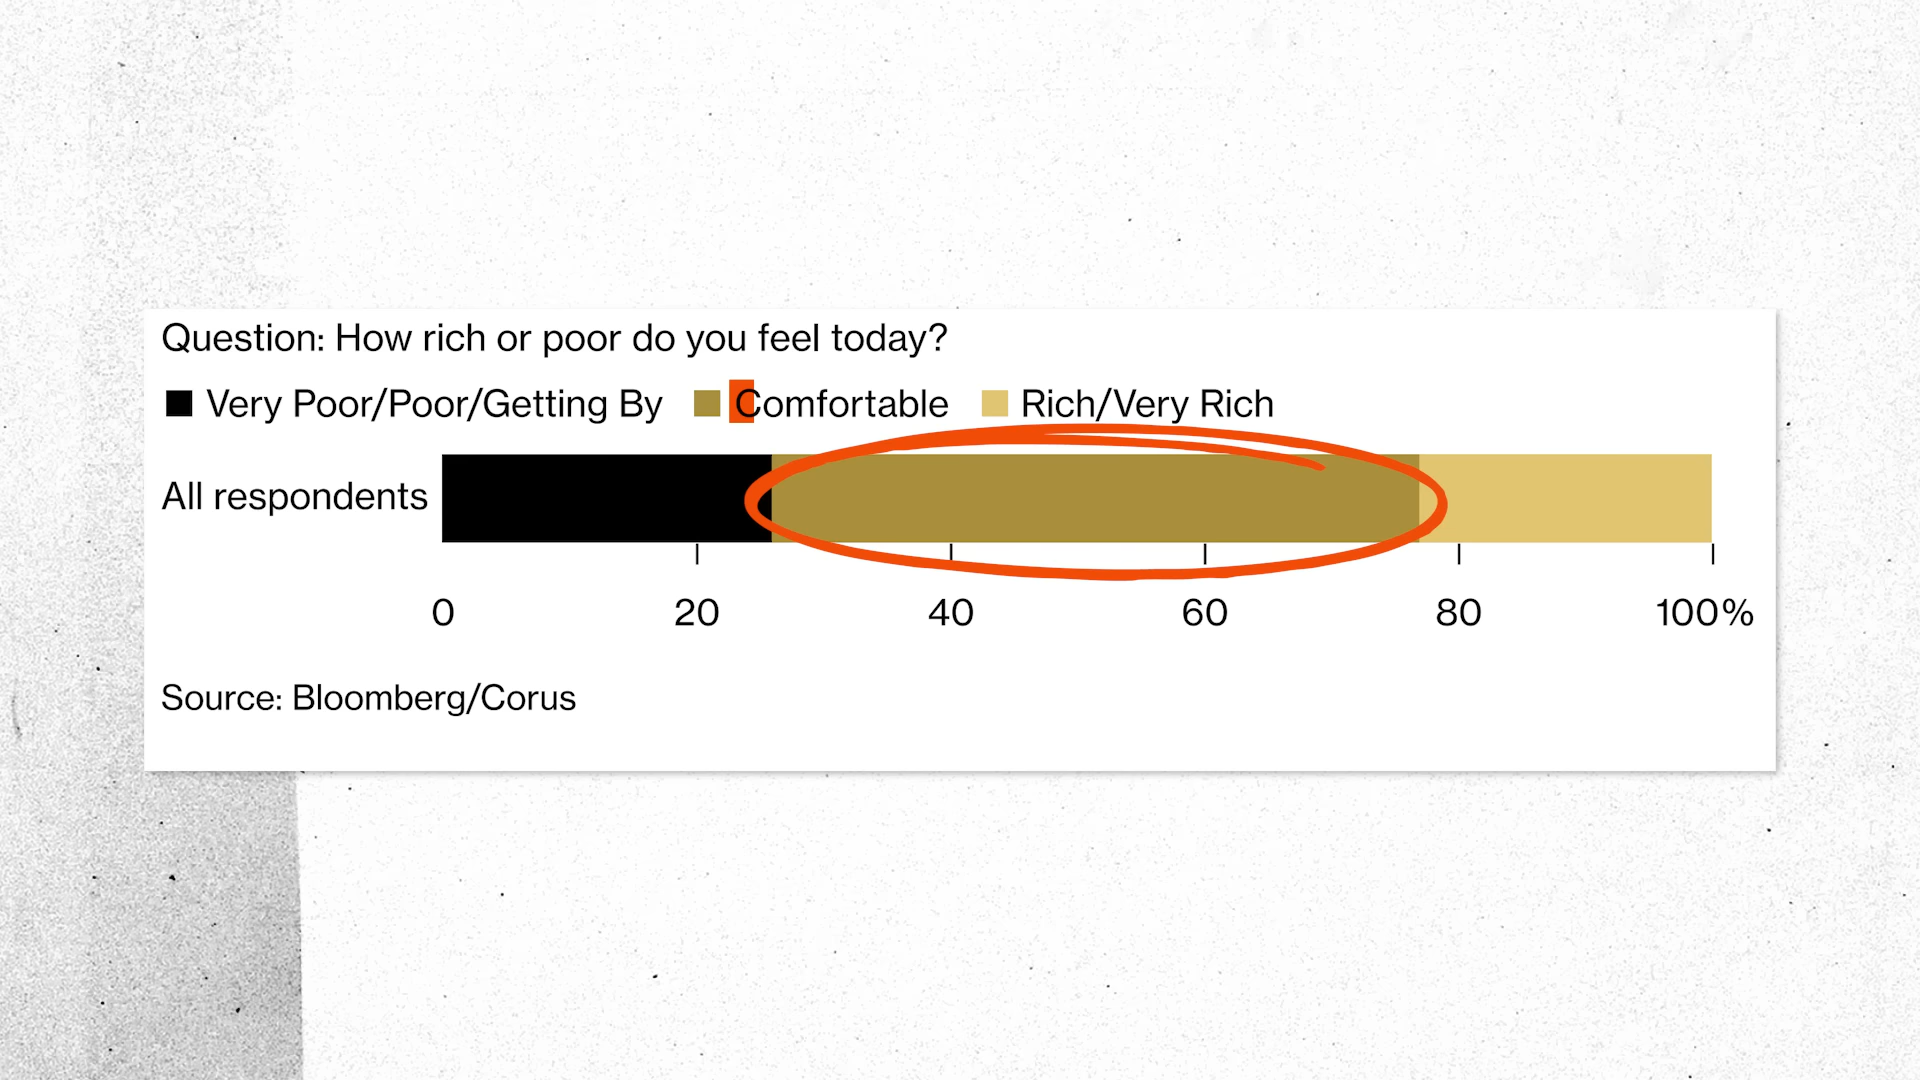 Question: How rich or poor do you feel today?
Very Poor/Poor/Getting By Comfortable Rich/Very Rich
All respondents
0 20 40 60 80 100%
Source: Bloomberg/Corus